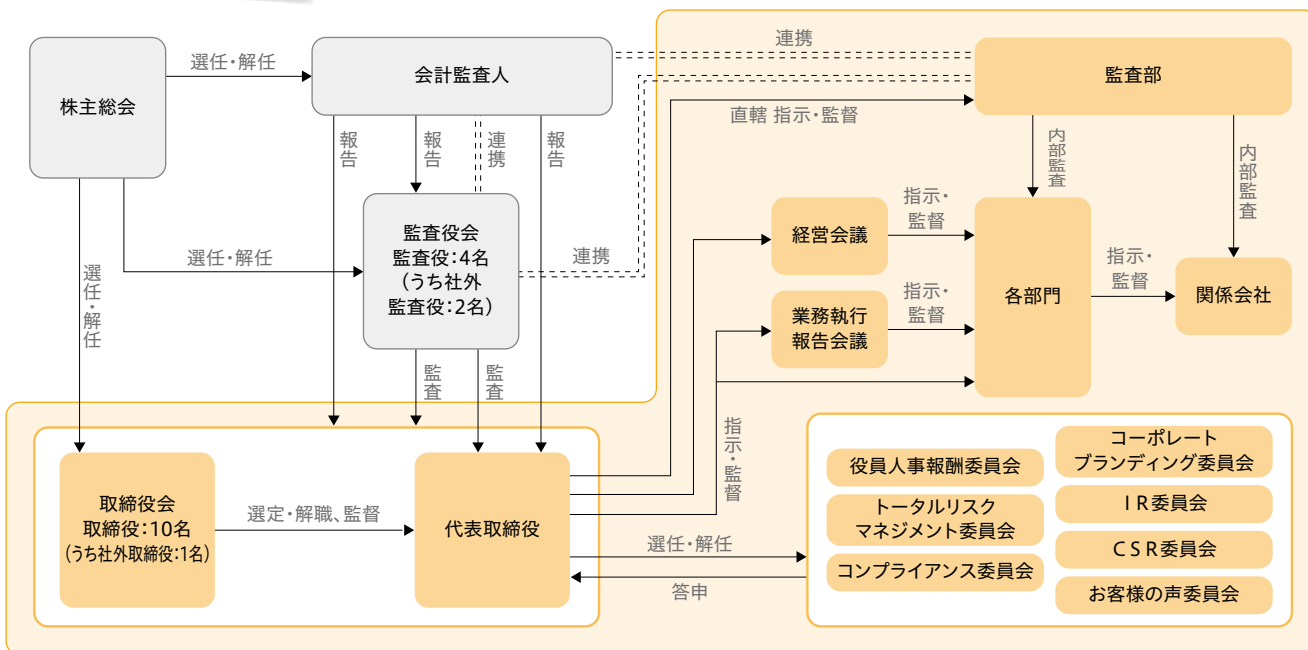 株主総会
選任・解任
会計監査人
連携
監査部
直轄 指示・監督
報告
報告
連携
報告
内部監査
内部監査
監査役会
監査役:4名
(うち社外
監査役:2名)
選任・解任
連携
選任・解任
経営会議
指示・
監督
業務執行
報告会議
指示・
監督
各部門
指示・
監督
関係会社
監査
監査
指示・監督
取締役会
取締役:10名
(うち社外取締役:1名)
選定・解職、監督
代表取締役
選任・解任
答申
役員人事報酬委員会
トータルリスク
マネジメント委員会
コンプライアンス委員会
コーポレート
ブランディング委員会
IR委員会
CSR委員会
お客様の声委員会